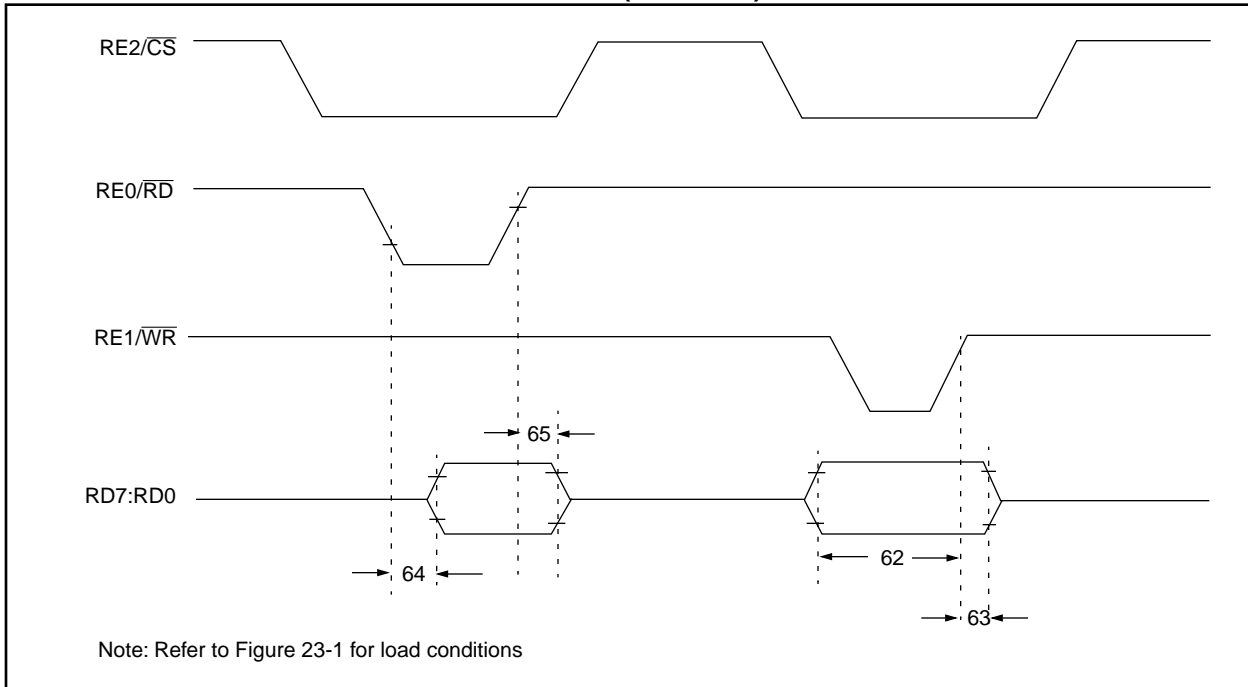 RE2/CS
RE0/RD
RE1/WR
65
RD7:RD0
62
64
63
Note: Refer to Figure 23-1 for load conditions